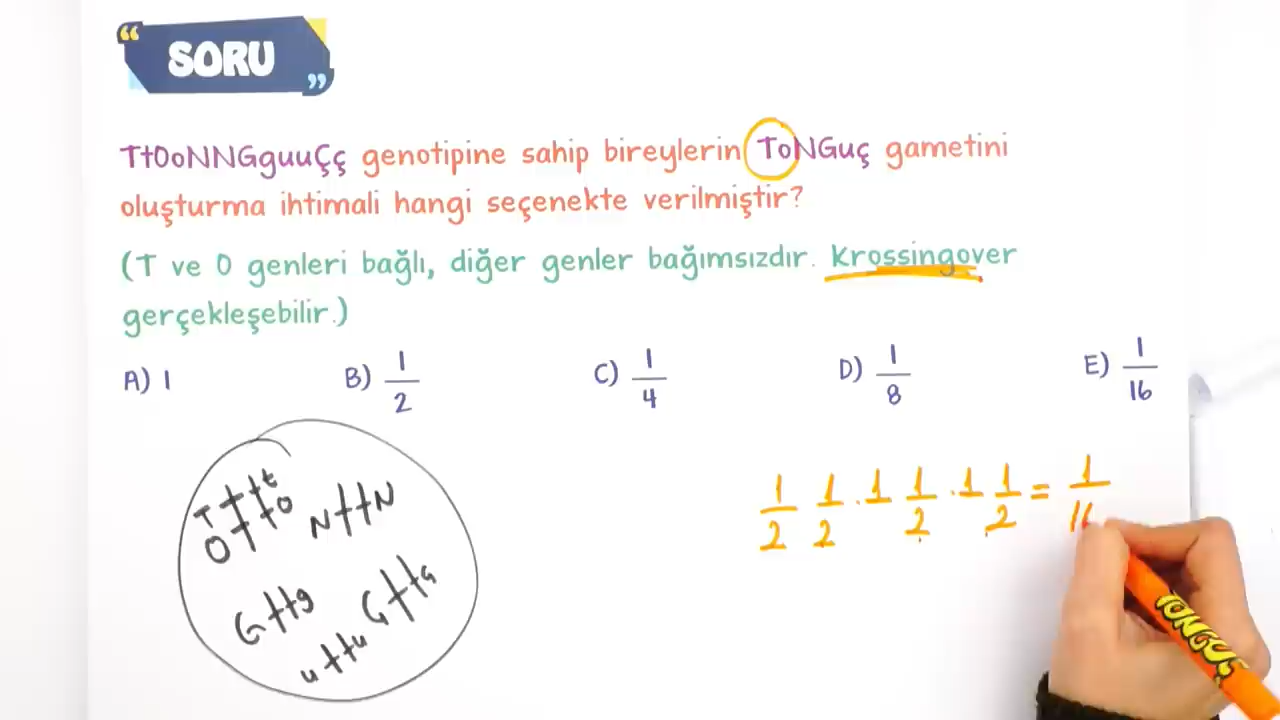 SORU
TtOoNNGguuÇç genotipine sahip bireylerin ToNGuç gametini
oluşturma ihtimali hangi seçenekte verilmiştir?
(T ve O genleri bağlı, diğer genler bağımsızdır. Krossingover
gerçekleşebilir.)
A) 1 B) 1/2 C) 1/4 D) 1/8 E) 1/16
1/2 1/2 . 1 1/2 . 1 1/2 = 1/16
T t
O O
N N
G g
u u
TONGUÇ